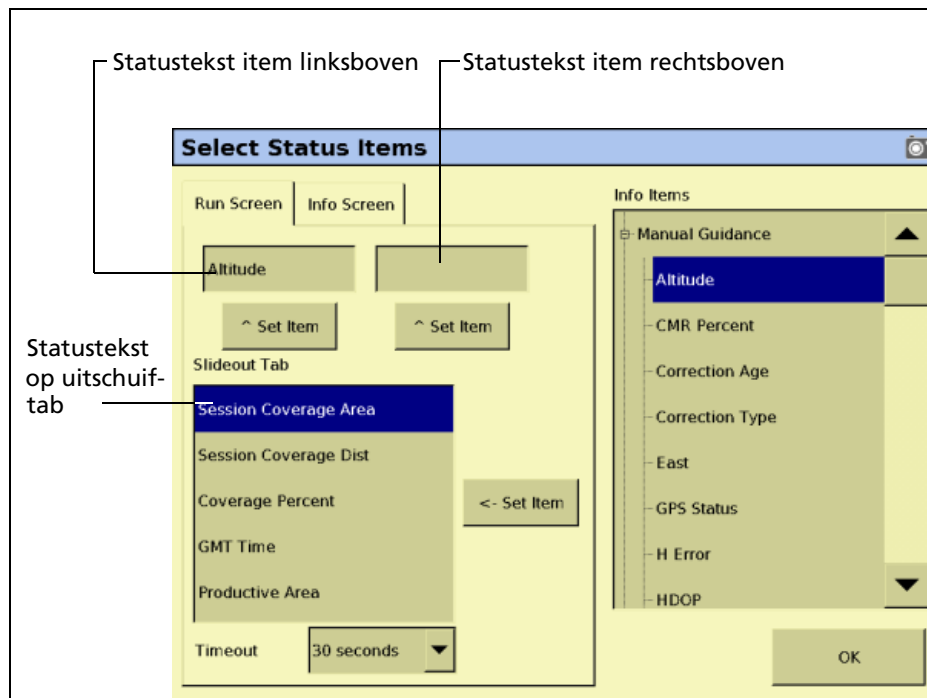 Statustekst item linksboven
Statustekst item rechtsboven
Select Status Items
Run Screen
Info Screen
Altitude
^ Set Item
^ Set Item
Statustekst
op uitschuif-
tab
Slideout Tab
Session Coverage Area
Session Coverage Dist
Coverage Percent
GMT Time
Productive Area
<- Set Item
Timeout
30 seconds
Info Items
Manual Guidance
Altitude
CMR Percent
Correction Age
Correction Type
East
GPS Status
H Error
HDOP
OK